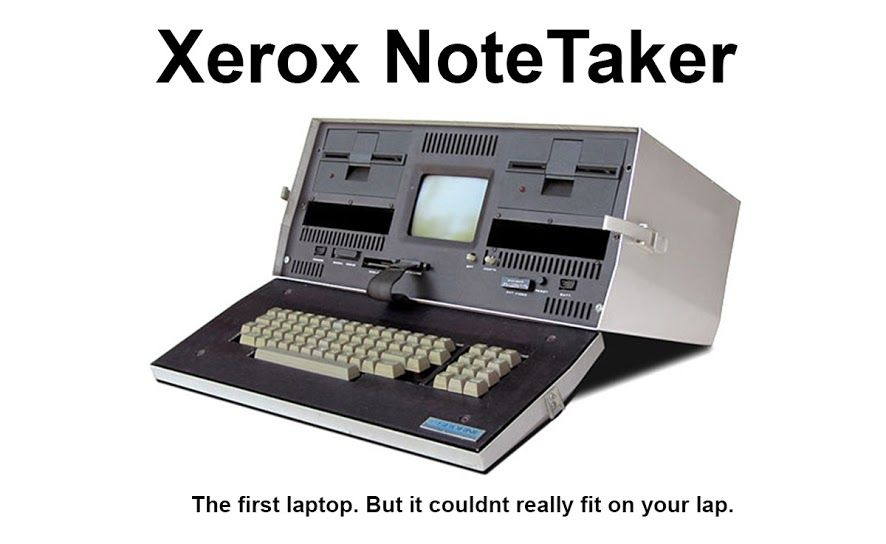 Xerox NoteTaker
The first laptop. But it couldnt really fit on your lap.